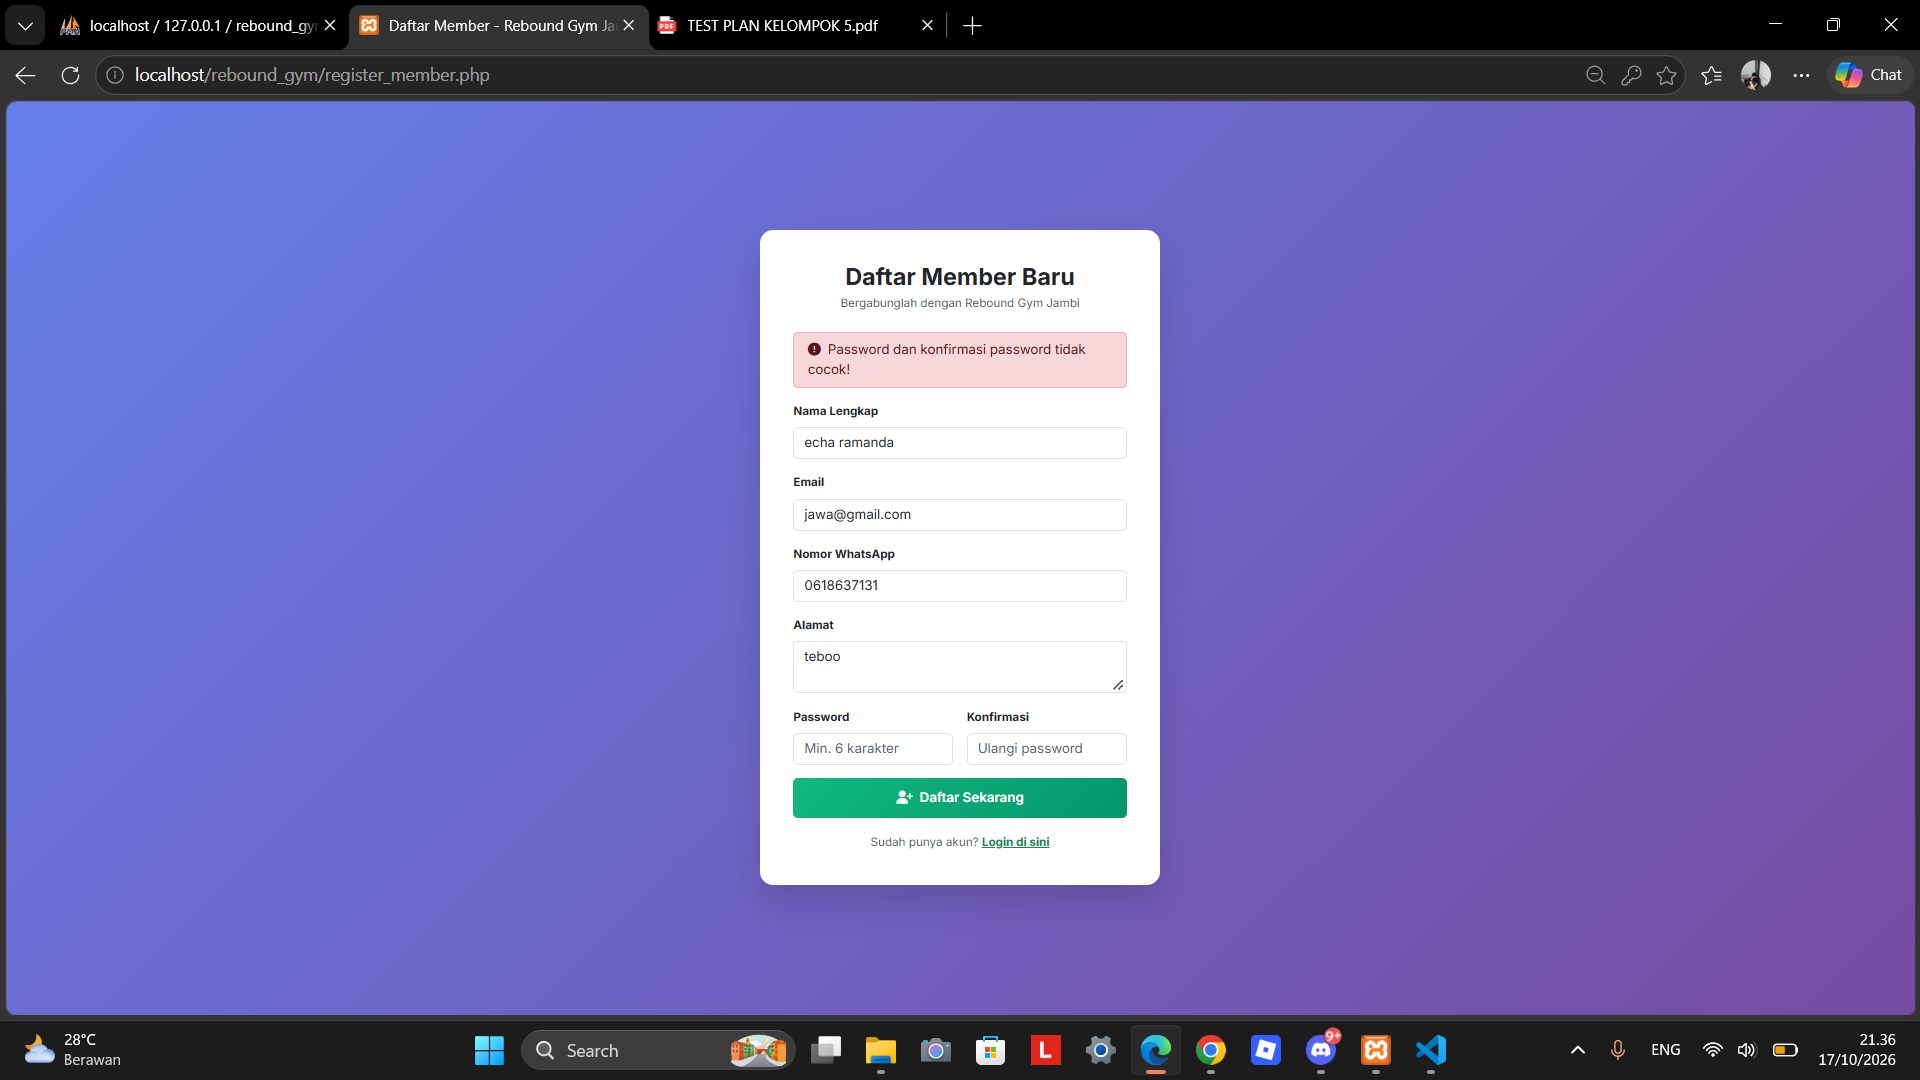 localhost / 127.0.0.1 / rebound_gy
Daftar Member - Rebound Gym Ja
PDF
TEST PLAN KELOMPOK 5.pdf
localhost/rebound_gym/register_member.php
Chat
Daftar Member Baru
Bergabunglah dengan Rebound Gym Jambi
Password dan konfirmasi password tidak
cocok!
Nama Lengkap
echa ramanda
Email
jawa@gmail.com
Nomor WhatsApp
0618637131
Alamat
teboo
Password
Konfirmasi
Min. 6 karakter
Ulangi password
Daftar Sekarang
Sudah punya akun? Login di sini
28°C
Berawan
Search
L
9+
ENG
21.36
17/10/2026